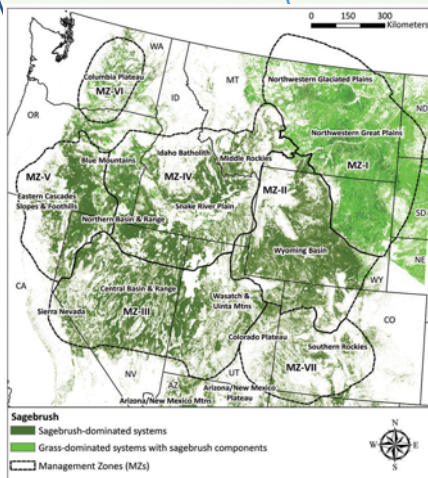 0 150 300
Kilometers
WA
Columbia Plateau
MZ-VI
MT
Northwestern Glaciated Plains
ND
OR
ID
Northwestern Great Plains
Blue Mountains
Idaho Batholith
Middle Rockies
MZ-I
MZ-V
MZ-IV
MZ-II
Eastern Cascades
Slopes & Foothills
Snake River Plain
SD
Northern Basin & Range
Wyoming Basin
NE
CA
WY
Central Basin & Range
Wasatch &
Uinta Mtns
CO
Sierra Nevada
MZ-III
Colorado Plateau
Southern Rockies
NV
UT
MZ-VII
AZ
Arizona/New Mexico
Plateau
Arizona/New Mexico Mtns
Sagebrush
Sagebrush-dominated systems
Grass-dominated systems with sagebrush components
Management Zones (MZs)
N
W E
S